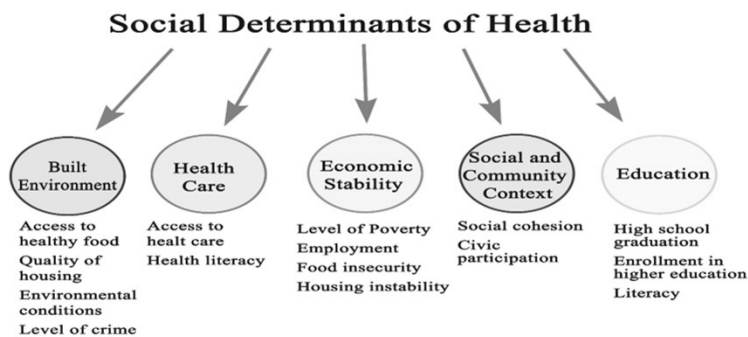 Social Determinants of Health
Built
Environment
Access to
healthy food
Quality of
housing
Environmental
conditions
Level of crime
Health
Care
Access to
healt care
Health literacy
Economic
Stability
Level of Poverty
Employment
Food insecurity
Housing instability
Social and
Community
Context
Social cohesion
Civic
participation
Education
High school
graduation
Enrollment in
higher education
Literacy